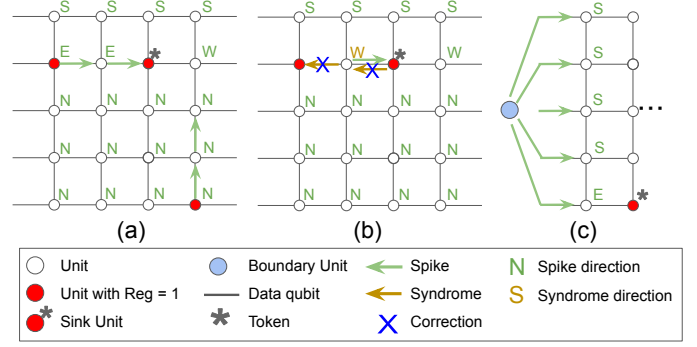 S S S S S S S S S
E E * W X W X * W S
N N N N N N N N S ...
N N N N N N N N S
N N N N N N N N E *
(a) (b) (c)
Unit Boundary Unit Spike N Spike direction
Unit with Reg = 1 Data qubit Syndrome S Syndrome direction
* Sink Unit * Token X Correction